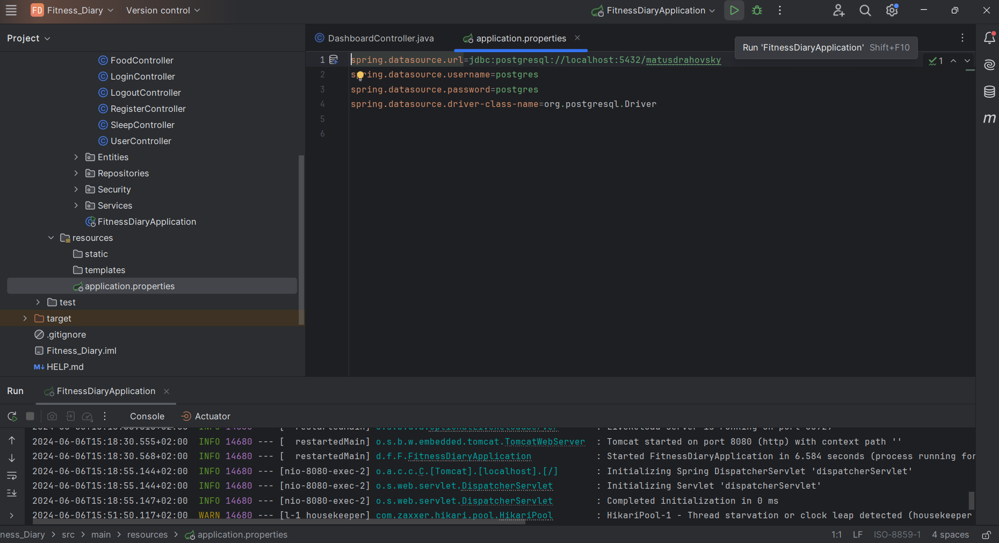 FD Fitness_Diary Version control FitnessDiaryApplication
Project
DashboardController.java application.properties
Run 'FitnessDiaryApplication' Shift+F10
FoodController
LoginController
LogoutController
RegisterController
SleepController
UserController
Entities
Repositories
Security
Services
FitnessDiaryApplication
resources
static
templates
application.properties
test
target
.gitignore
Fitness_Diary.iml
M↓ HELP.md
1 spring.datasource.url=jdbc:postgresql://localhost:5432/matusdrahovsky
2 spring.datasource.username=postgres
3 spring.datasource.password=postgres
4 spring.datasource.driver-class-name=org.postgresql.Driver
5
6
1
m
Run FitnessDiaryApplication
Console Actuator
2024-06-06T15:18:30.555+02:00 INFO 14680 --- [ restartedMain] o.s.b.w.embedded.tomcat.TomcatWebServer : Tomcat started on port 8080 (http) with context path ''
2024-06-06T15:18:30.568+02:00 INFO 14680 --- [ restartedMain] d.f.F.FitnessDiaryApplication : Started FitnessDiaryApplication in 6.584 seconds (process running for
2024-06-06T15:18:55.144+02:00 INFO 14680 --- [nio-8080-exec-2] o.a.c.c.C.[Tomcat].[localhost].[/] : Initializing Spring DispatcherServlet 'dispatcherServlet'
2024-06-06T15:18:55.144+02:00 INFO 14680 --- [nio-8080-exec-2] o.s.web.servlet.DispatcherServlet : Initializing Servlet 'dispatcherServlet'
2024-06-06T15:18:55.147+02:00 INFO 14680 --- [nio-8080-exec-2] o.s.web.servlet.DispatcherServlet : Completed initialization in 0 ms
2024-06-06T15:51:50.117+02:00 WARN 14680 --- [l-1 housekeeper] com.zaxxer.hikari.pool.HikariPool : HikariPool-1 - Thread starvation or clock leap detected (housekeeper
ness_Diary > src > main > resources > application.properties
1:1 LF ISO-8859-1 4 spaces